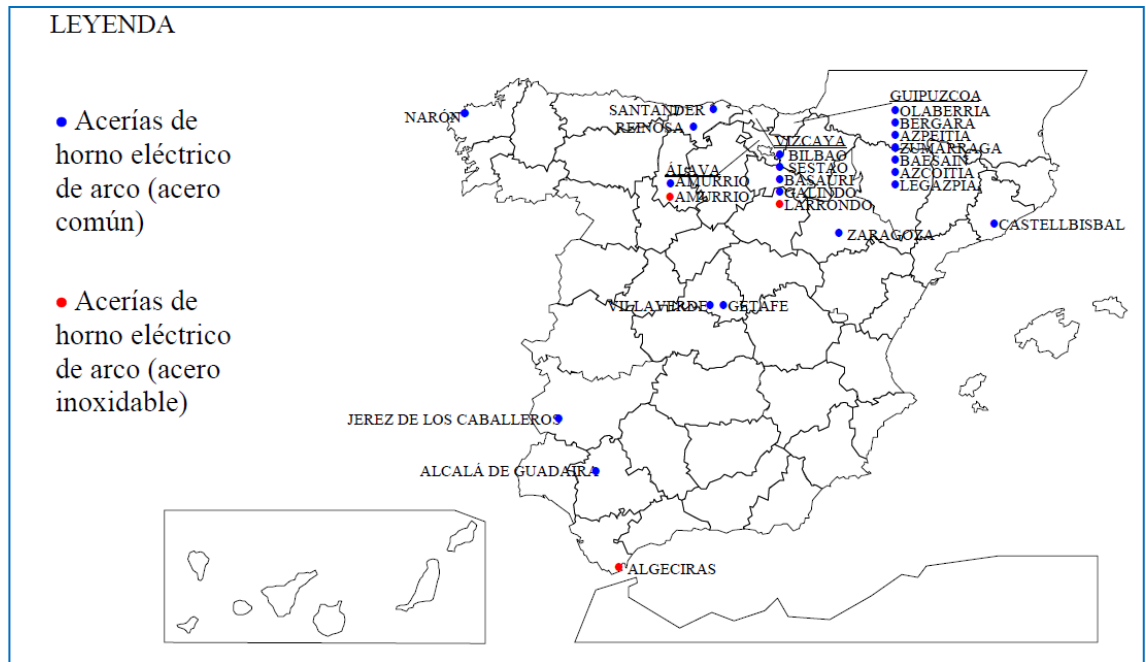 LEYENDA
• Acerías de
horno eléctrico
de arco (acero
común)
• Acerías de
horno eléctrico
de arco (acero
inoxidable)
NARÓN
SANTANDER
REINOSA
GUIPUZCOA
OLABERRIA
BERGARA
AZPEITIA
ZUMÁRRAGA
BAESAIN
AZCOITIA
LEGAZPIA
VIZCAYA
BILBAO
SESTAO
BASAURI
GALINDO
LARRONDO
ÁLAVA
AMURRIO
AMURRIO
ZARAGOZA
CASTELLBISBAL
VILLAVERDE
GETAFE
JEREZ DE LOS CABALLEROS
ALCALÁ DE GUADAIRA
ALGECIRAS